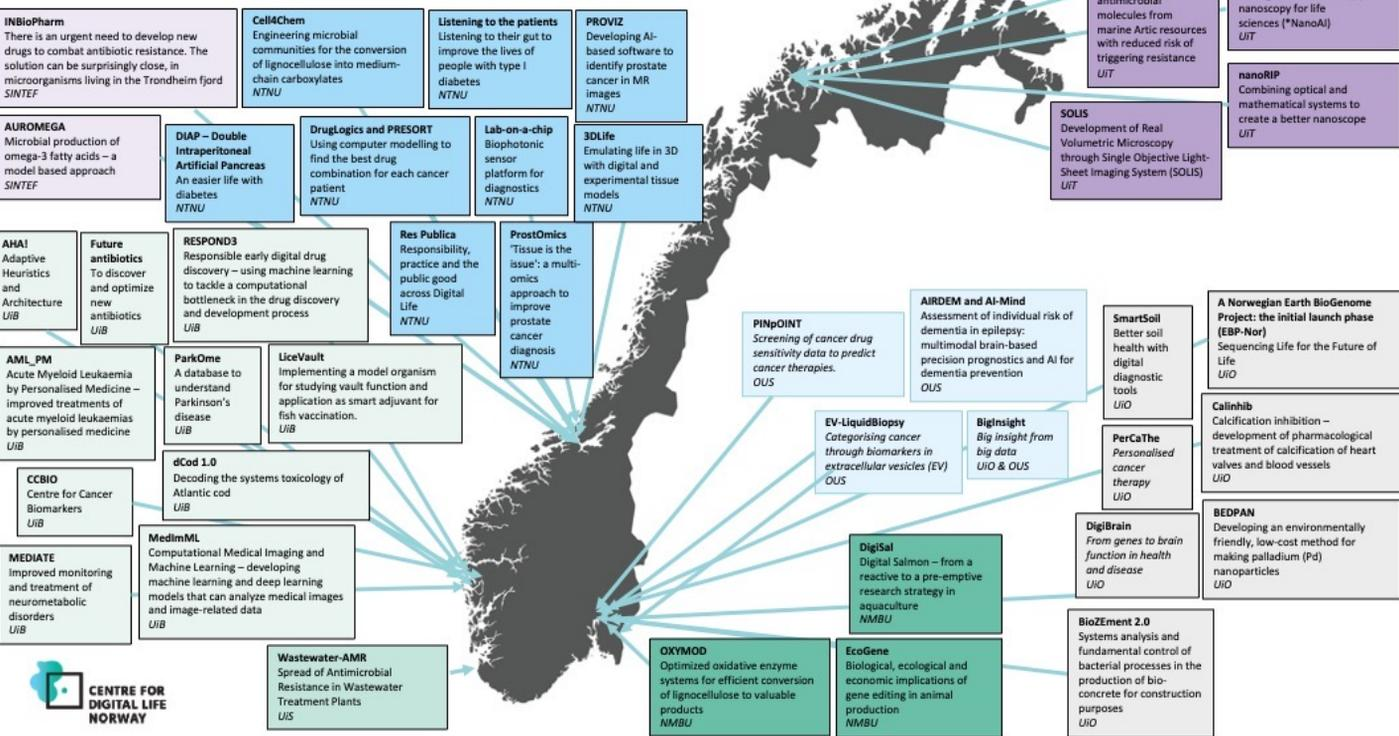 INBioPharm
There is an urgent need to develop new
drugs to combat antibiotic resistance. The
solution can be surprisingly close, in
microorganisms living in the Trondheim fjord
SINTEF
Cell4Chem
Engineering microbial
communities for the conversion
of lignocellulose into medium-
chain carboxylates
NTNU
Listening to the patients
Listening to their gut to
improve the lives of
people with type I
diabetes
NTNU
PROVIZ
Developing AI-
based software to
identify prostate
cancer in MR
images
NTNU
antimicrobial
molecules from
marine Artic resources
with reduced risk of
triggering resistance
UiT
nanoscopy for life
sciences (*NanoAI)
UiT
nanoRIP
Combining optical and
mathematical systems to
create a better nanoscope
UiT
SOLIS
Development of Real
Volumetric Microscopy
through Single Objective Light-
Sheet Imaging System (SOLIS)
UiT
AUROMEGA
Microbial production of
omega-3 fatty acids – a
model based approach
SINTEF
DIAP – Double
Intraperitoneal
Artificial Pancreas
An easier life with
diabetes
NTNU
DrugLogics and PRESORT
Using computer modelling to
find the best drug
combination for each cancer
patient
NTNU
Lab-on-a-chip
Biophotonic
sensor
platform for
diagnostics
NTNU
3DLife
Emulating life in 3D
with digital and
experimental tissue
models
NTNU
AHA!
Adaptive
Heuristics
and
Architecture
UiB
Future
antibiotics
To discover
and optimize
new
antibiotics
UiB
RESPOND3
Responsible early digital drug
discovery – using machine learning
to tackle a computational
bottleneck in the drug discovery
and development process
UiB
Res Publica
Responsibility,
practice and the
public good
across Digital
Life
NTNU
ProstOmics
'Tissue is the
issue': a multi-
omics
approach to
improve
prostate
cancer
diagnosis
NTNU
AML_PM
Acute Myeloid Leukaemia
by Personalised Medicine –
improved treatments of
acute myeloid leukaemias
by personalised medicine
UiB
ParkOme
A database to
understand
Parkinson's
disease
UiB
LiceVault
Implementing a model organism
for studying vault function and
application as smart adjuvant for
fish vaccination.
UiB
PINpOINT
Screening of cancer drug
sensitivity data to predict
cancer therapies.
OUS
AIRDEM and AI-Mind
Assessment of individual risk of
dementia in epilepsy:
multimodal brain-based
precision prognostics and AI for
dementia prevention
OUS
SmartSoil
Better soil
health with
digital
diagnostic
tools
UiO
A Norwegian Earth BioGenome
Project: the initial launch phase
(EBP-Nor)
Sequencing Life for the Future of
Life
UiO
CCBIO
Centre for Cancer
Biomarkers
UiB
dCod 1.0
Decoding the systems toxicology of
Atlantic cod
UiB
EV-LiquidBiopsy
Categorising cancer
through biomarkers in
extracellular vesicles (EV)
OUS
BigInsight
Big insight from
big data
UiO & OUS
PerCaThe
Personalised
cancer
therapy
UiO
Calinhib
Calcification inhibition –
development of pharmacological
treatment of calcification of heart
valves and blood vessels
UiO
MEDIATE
Improved monitoring
and treatment of
neurometabolic
disorders
UiB
MedImML
Computational Medical Imaging and
Machine Learning – developing
machine learning and deep learning
models that can analyze medical images
and image-related data
UiB
DigiSal
Digital Salmon – from a
reactive to a pre-emptive
research strategy in
aquaculture
NMBU
DigiBrain
From genes to brain
function in health
and disease
UiO
BEDPAN
Developing an environmentally
friendly, low-cost method for
making palladium (Pd)
nanoparticles
UiO
Wastewater-AMR
Spread of Antimicrobial
Resistance in Wastewater
Treatment Plants
UiS
OXYMOD
Optimized oxidative enzyme
systems for efficient conversion
of lignocellulose to valuable
products
NMBU
EcoGene
Biological, ecological and
economic implications of
gene editing in animal
production
NMBU
BioZEment 2.0
Systems analysis and
fundamental control of
bacterial processes in the
production of bio-
concrete for construction
purposes
UiO
CENTRE FOR
DIGITAL LIFE
NORWAY